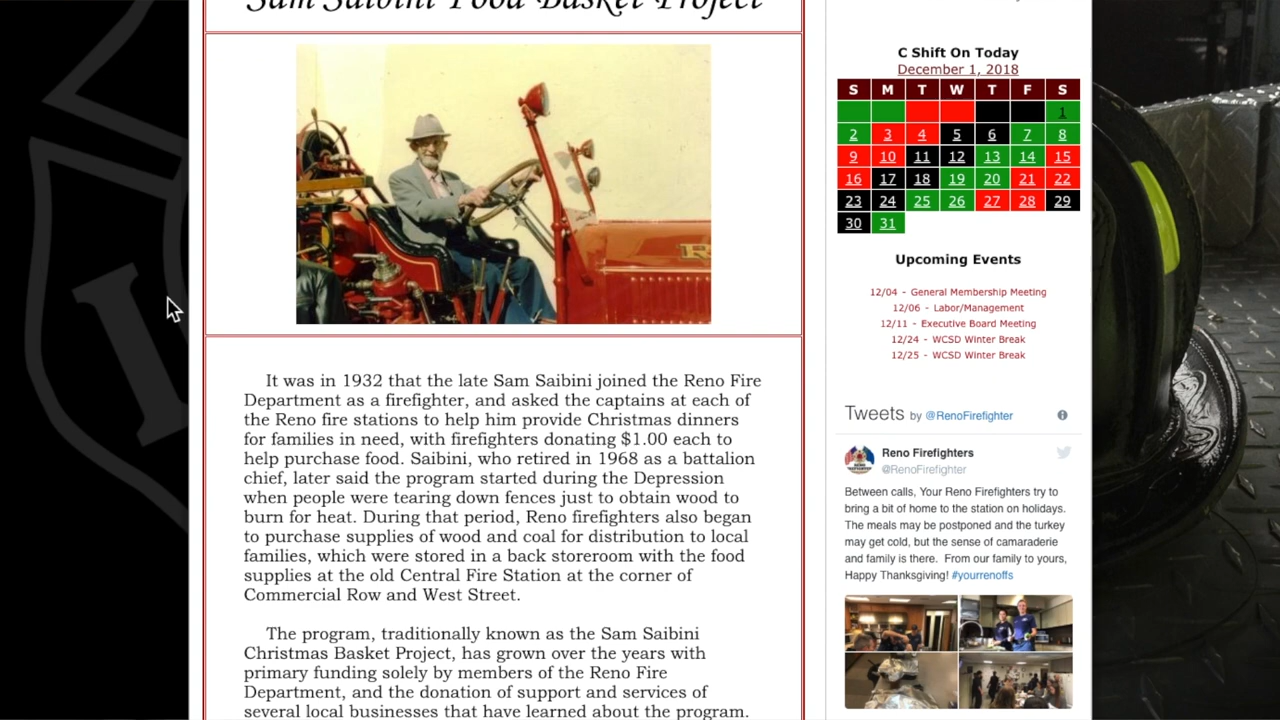 Sam Saibini Food Basket Project
It was in 1932 that the late Sam Saibini joined the Reno Fire
Department as a firefighter, and asked the captains at each of
the Reno fire stations to help him provide Christmas dinners
for families in need, with firefighters donating $1.00 each to
help purchase food. Saibini, who retired in 1968 as a battalion
chief, later said the program started during the Depression
when people were tearing down fences just to obtain wood to
burn for heat. During that period, Reno firefighters also began
to purchase supplies of wood and coal for distribution to local
families, which were stored in a back storeroom with the food
supplies at the old Central Fire Station at the corner of
Commercial Row and West Street.
The program, traditionally known as the Sam Saibini
Christmas Basket Project, has grown over the years with
primary funding solely by members of the Reno Fire
Department, and the donation of support and services of
several local businesses that have learned about the program.
C Shift On Today
December 1, 2018
S M T W T F S
1
2 3 4 5 6 7 8
9 10 11 12 13 14 15
16 17 18 19 20 21 22
23 24 25 26 27 28 29
30 31
Upcoming Events
12/04 - General Membership Meeting
12/06 - Labor/Management
12/11 - Executive Board Meeting
12/24 - WCSD Winter Break
12/25 - WCSD Winter Break
Tweets by @RenoFirefighter
Reno Firefighters
@RenoFirefighter
Between calls, Your Reno Firefighters try to
bring a bit of home to the station on holidays.
The meals may be postponed and the turkey
may get cold, but the sense of camaraderie
and family is there. From our family to yours,
Happy Thanksgiving! #yourrenoffs